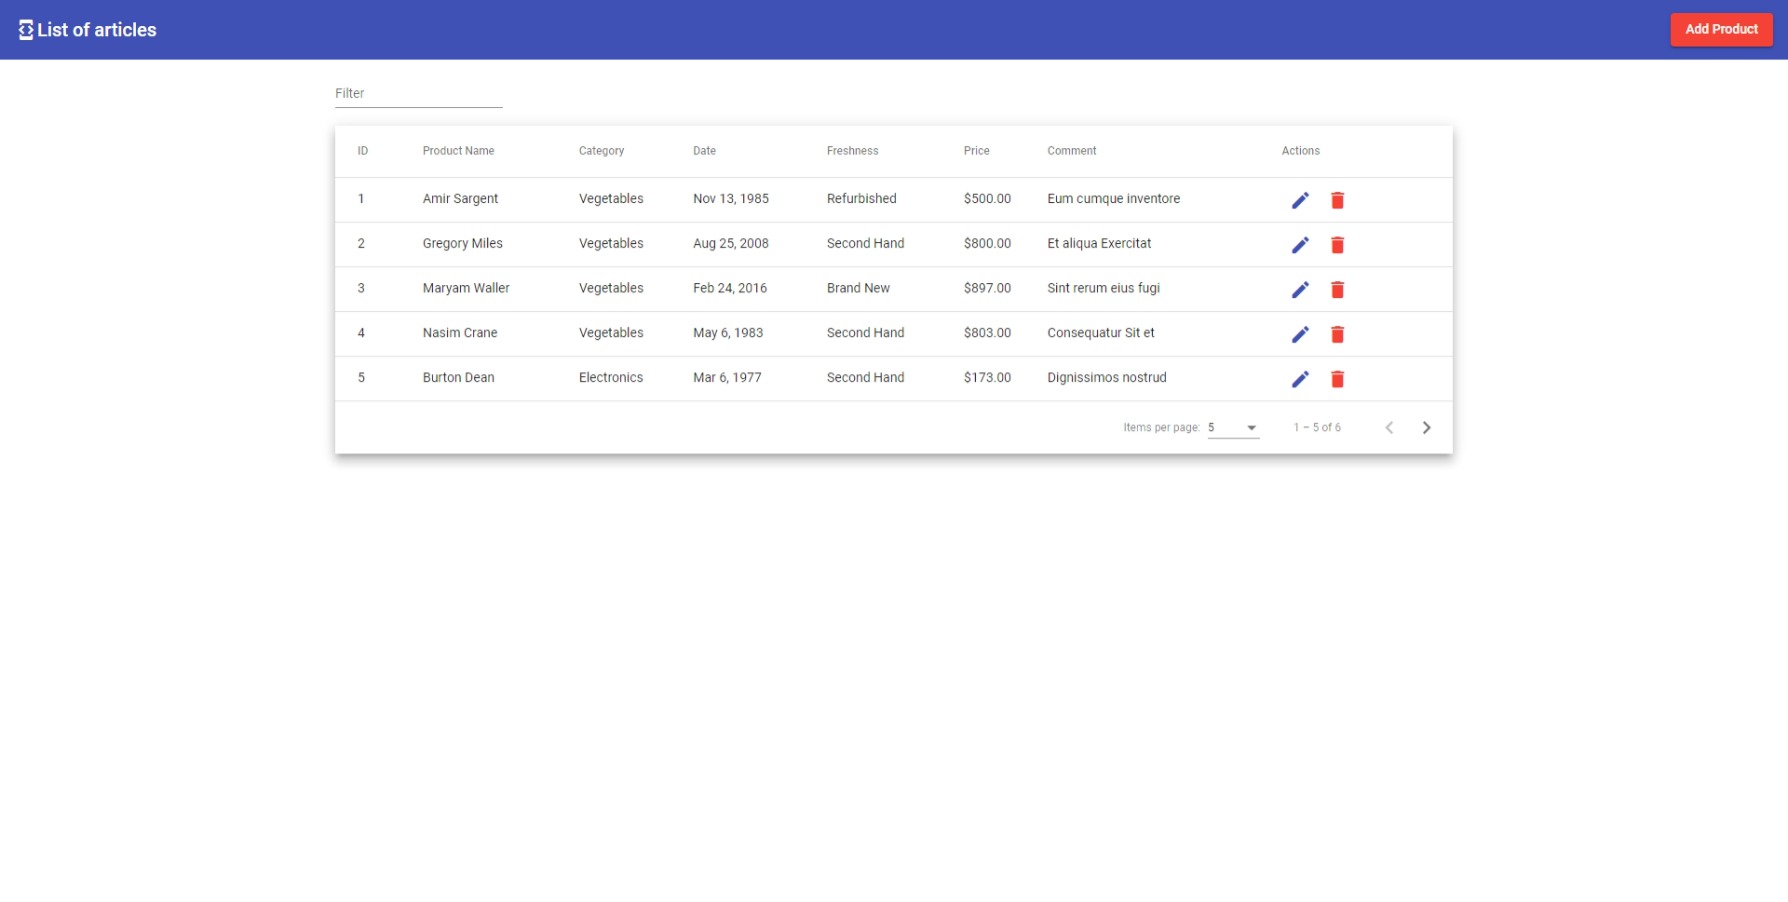 List of articles
Add Product
Filter
ID Product Name Category Date Freshness Price Comment Actions
1 Amir Sargent Vegetables Nov 13, 1985 Refurbished $500.00 Eum cumque inventore
2 Gregory Miles Vegetables Aug 25, 2008 Second Hand $800.00 Et aliqua Exercitat
3 Maryam Waller Vegetables Feb 24, 2016 Brand New $897.00 Sint rerum eius fugi
4 Nasim Crane Vegetables May 6, 1983 Second Hand $803.00 Consequatur Sit et
5 Burton Dean Electronics Mar 6, 1977 Second Hand $173.00 Dignissimos nostrud
Items per page: 5 1 – 5 of 6